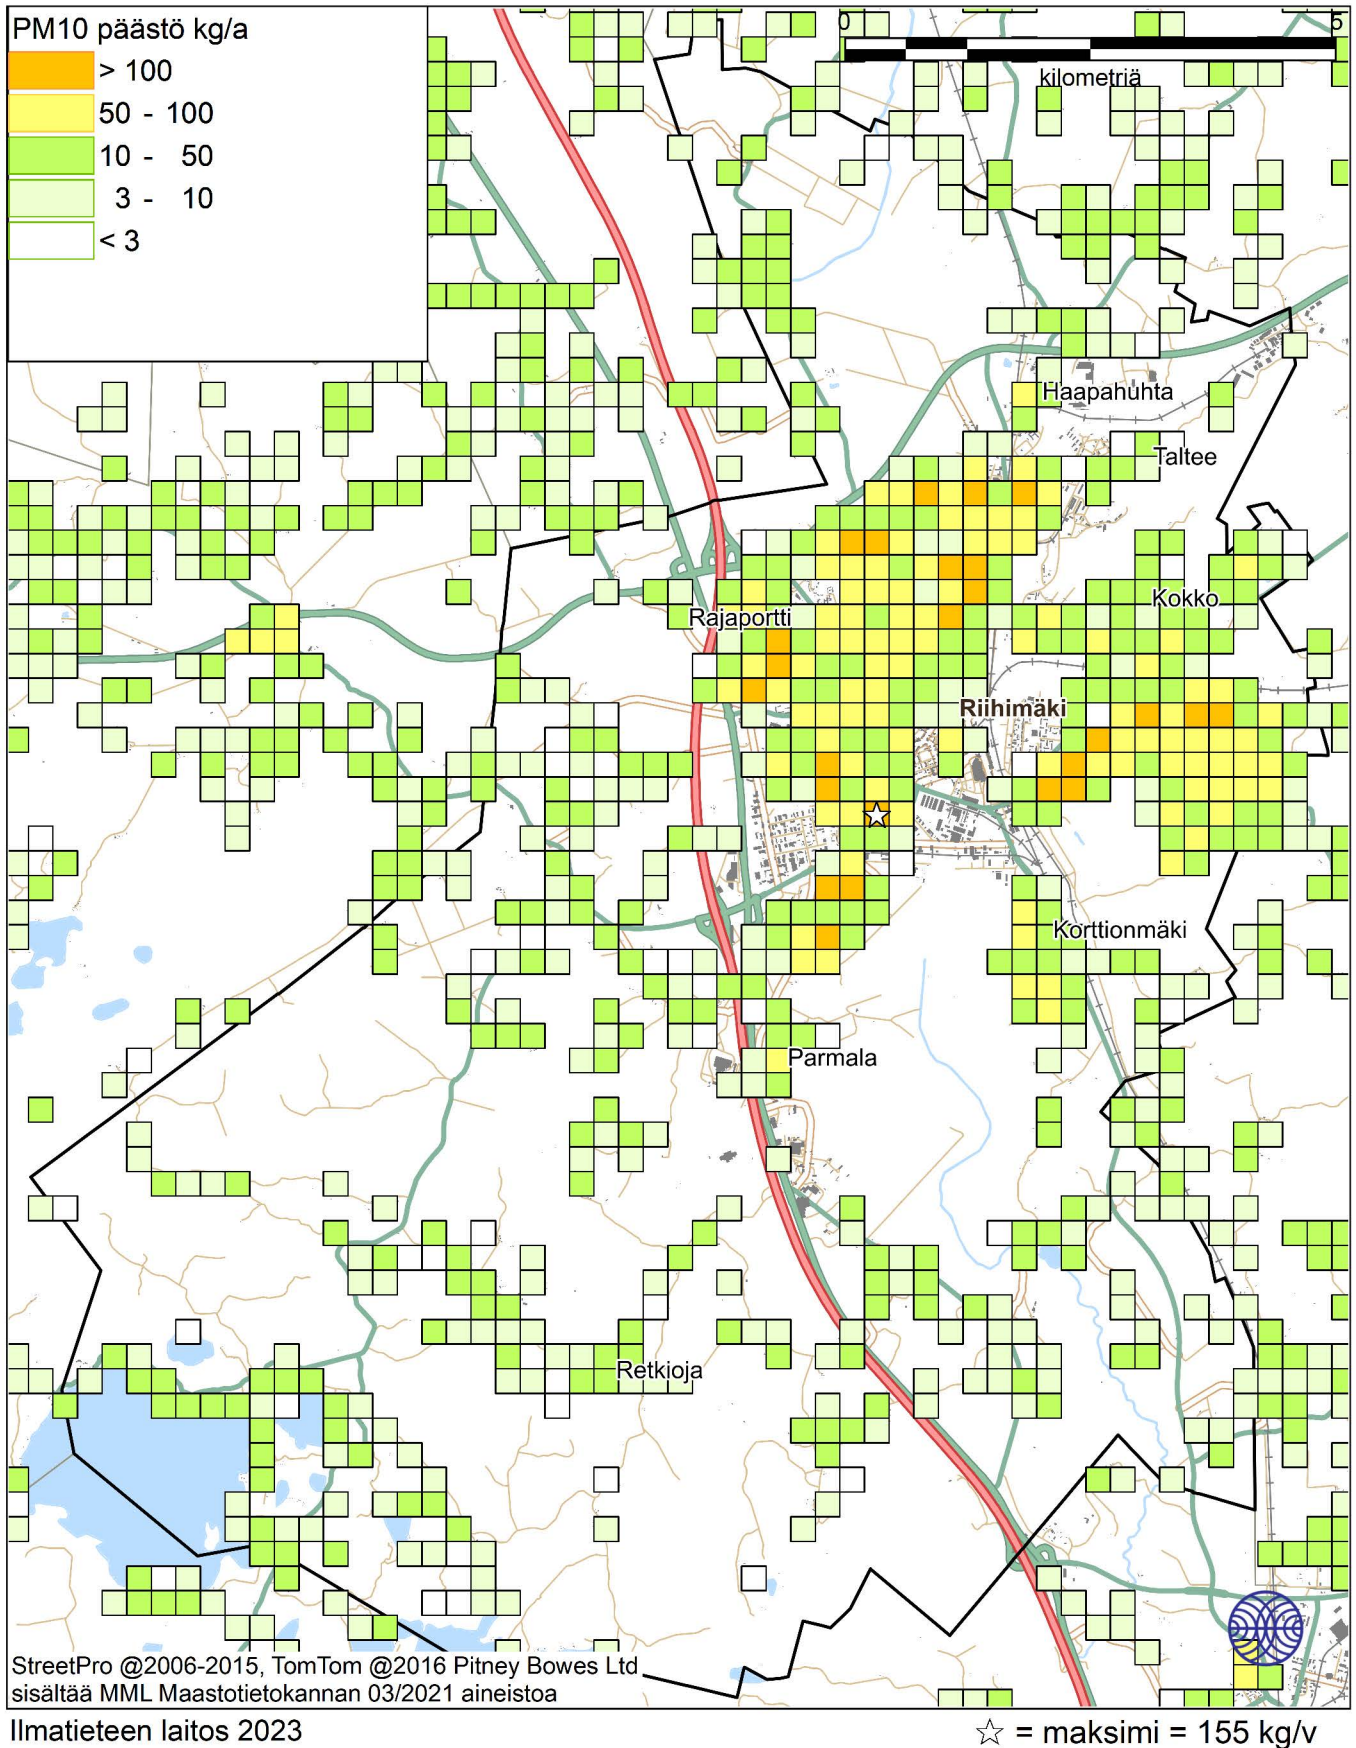 PM10 päästö kg/a
> 100
50 - 100
10 - 50
3 - 10
< 3
0 5
kilometriä
Haapahuhta
Taltee
Kokko
Rajaportti
Riihimäki
Korttionmäki
Parmala
Retkioja
StreetPro @2006-2015, TomTom @2016 Pitney Bowes Ltd
sisältää MML Maastotietokannan 03/2021 aineistoa
Ilmatieteen laitos 2023
☆ = maksimi = 155 kg/v